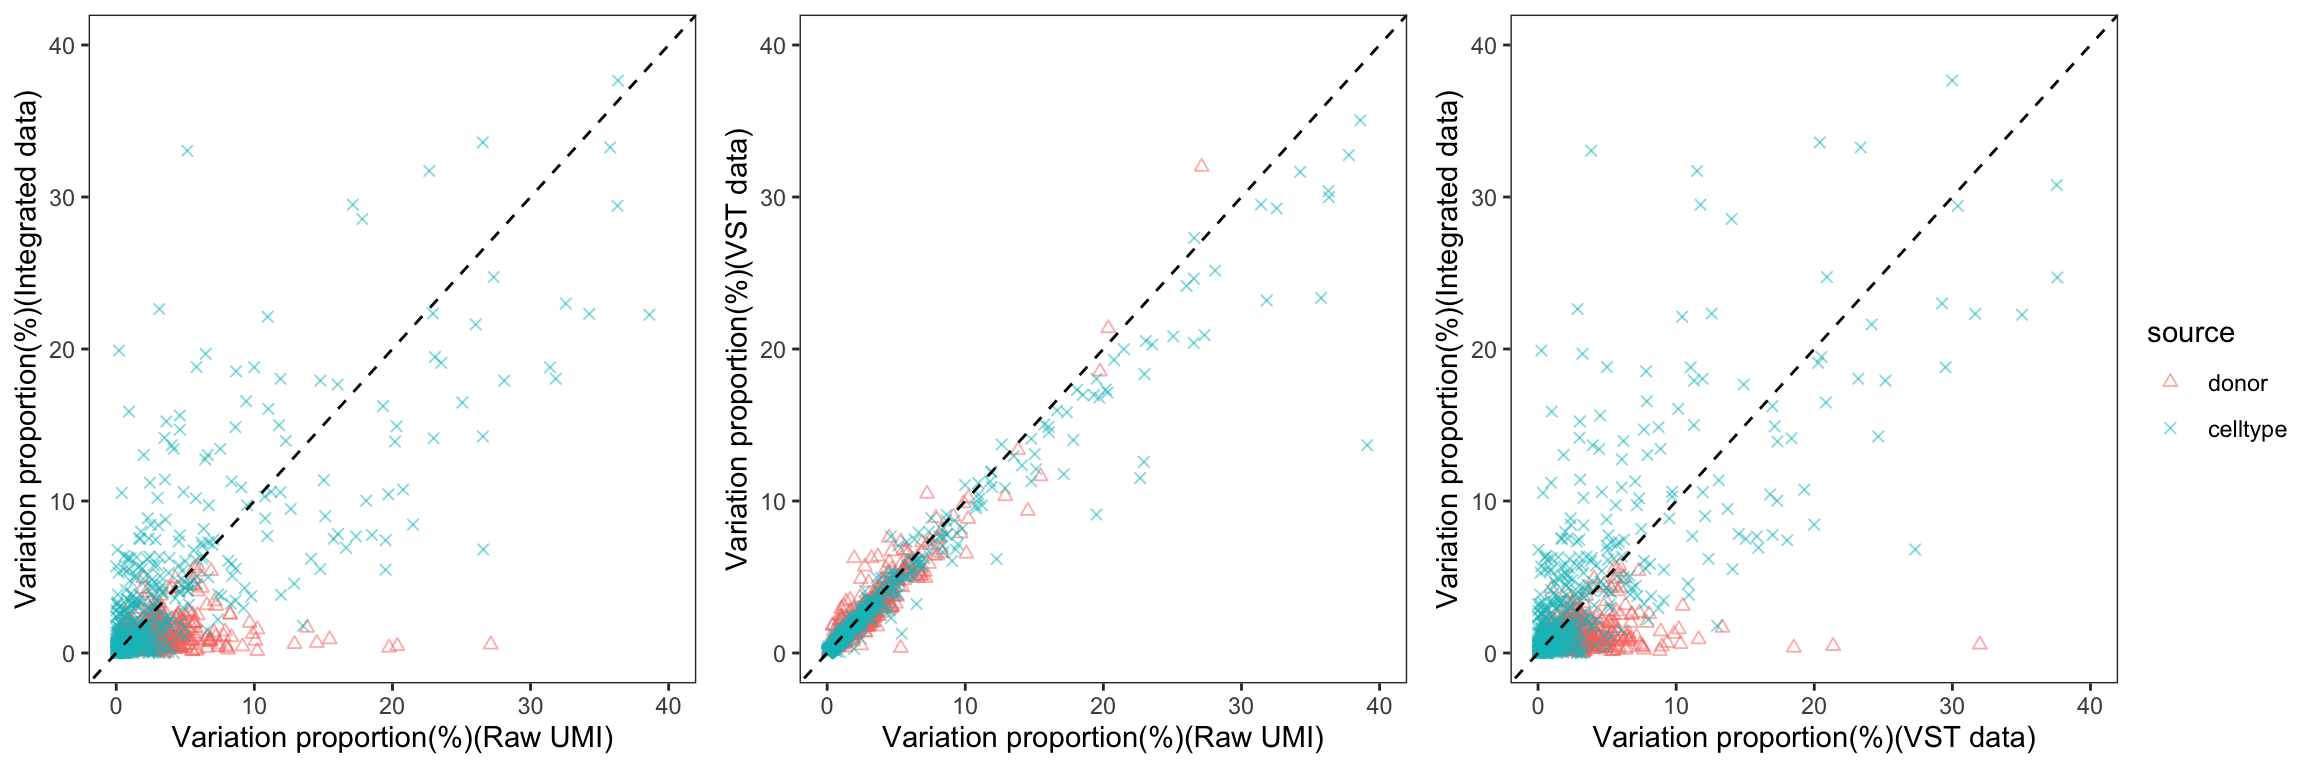 Variation proportion(%)(Integrated data)
40
30
20
10
0
0 10 20 30 40
Variation proportion(%)(Raw UMI)
Variation proportion(%)(VST data)
40
30
20
10
0
0 10 20 30 40
Variation proportion(%)(Raw UMI)
Variation proportion(%)(Integrated data)
40
30
20
10
0
0 10 20 30 40
Variation proportion(%)(VST data)
source
donor
celltype